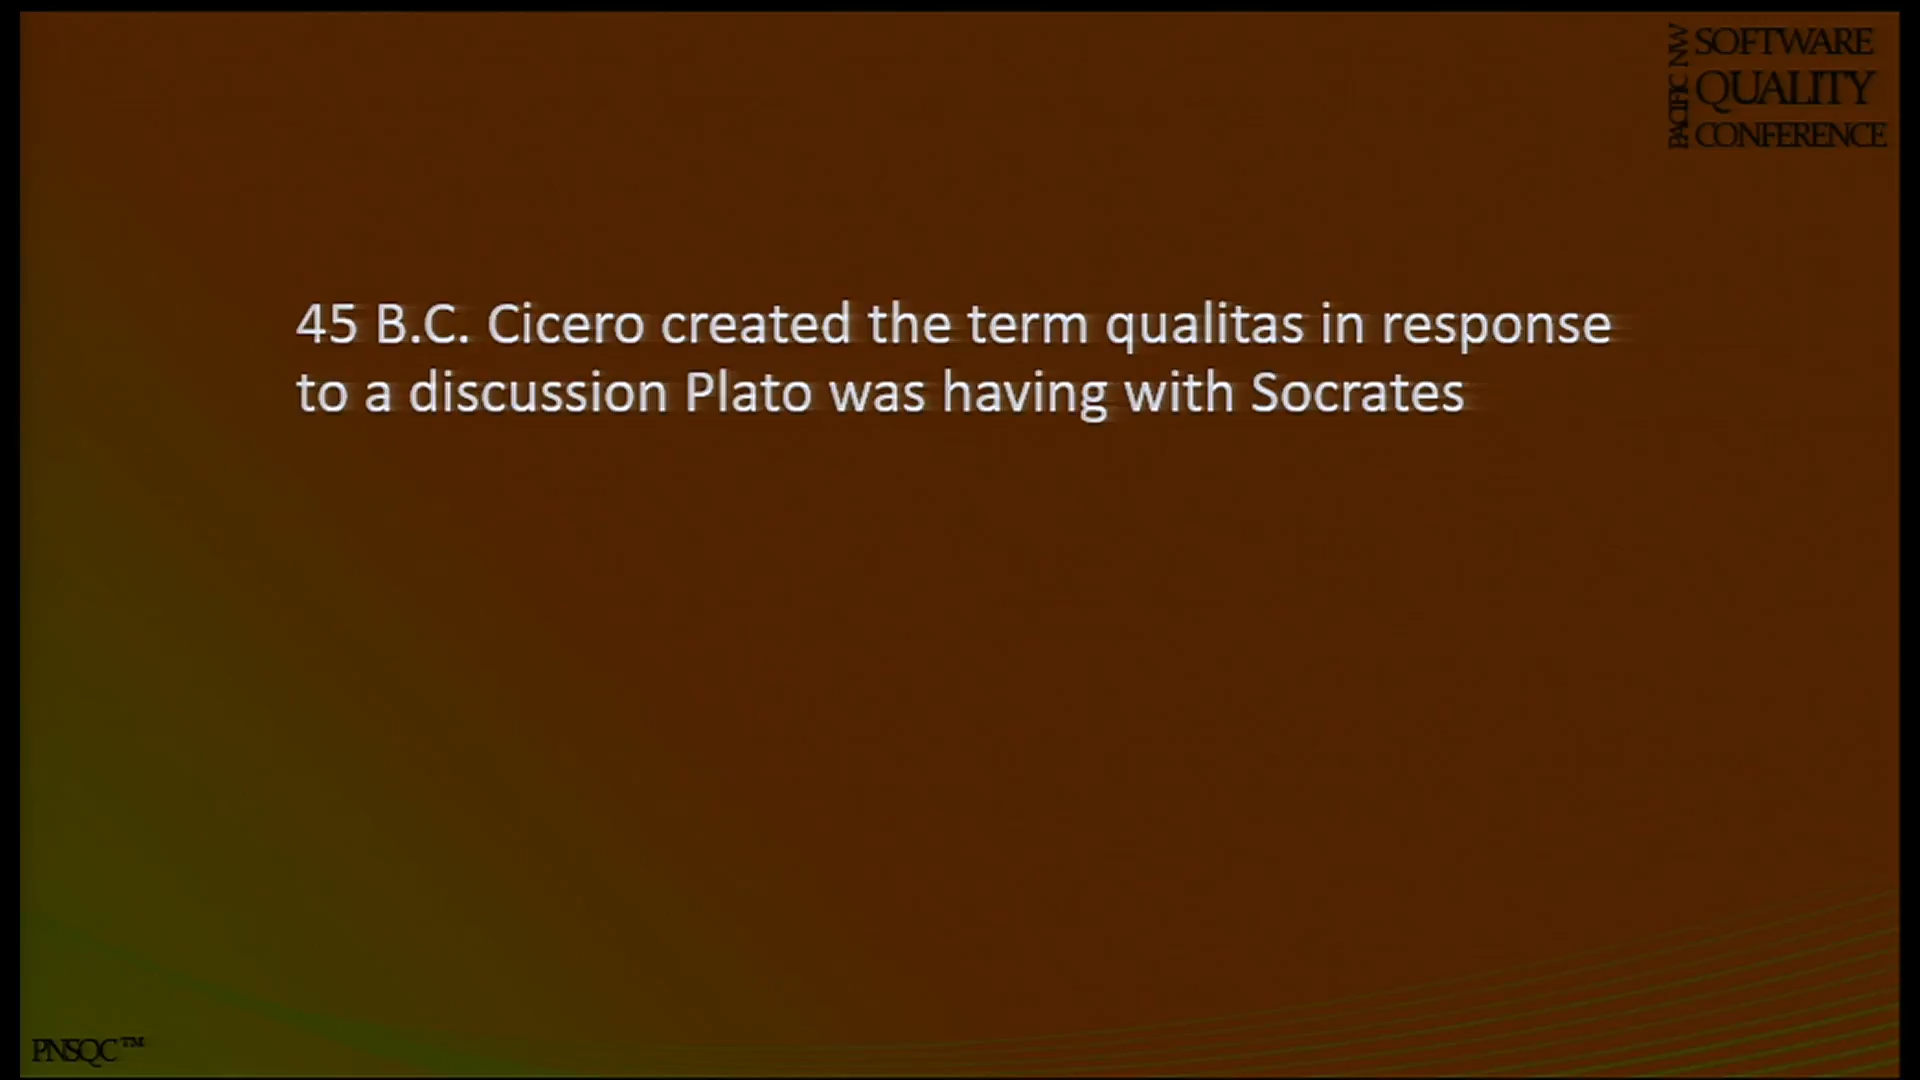 PACIFIC NW
SOFTWARE
QUALITY
CONFERENCE
45 B.C. Cicero created the term qualitas in response
to a discussion Plato was having with Socrates
PNSQC™